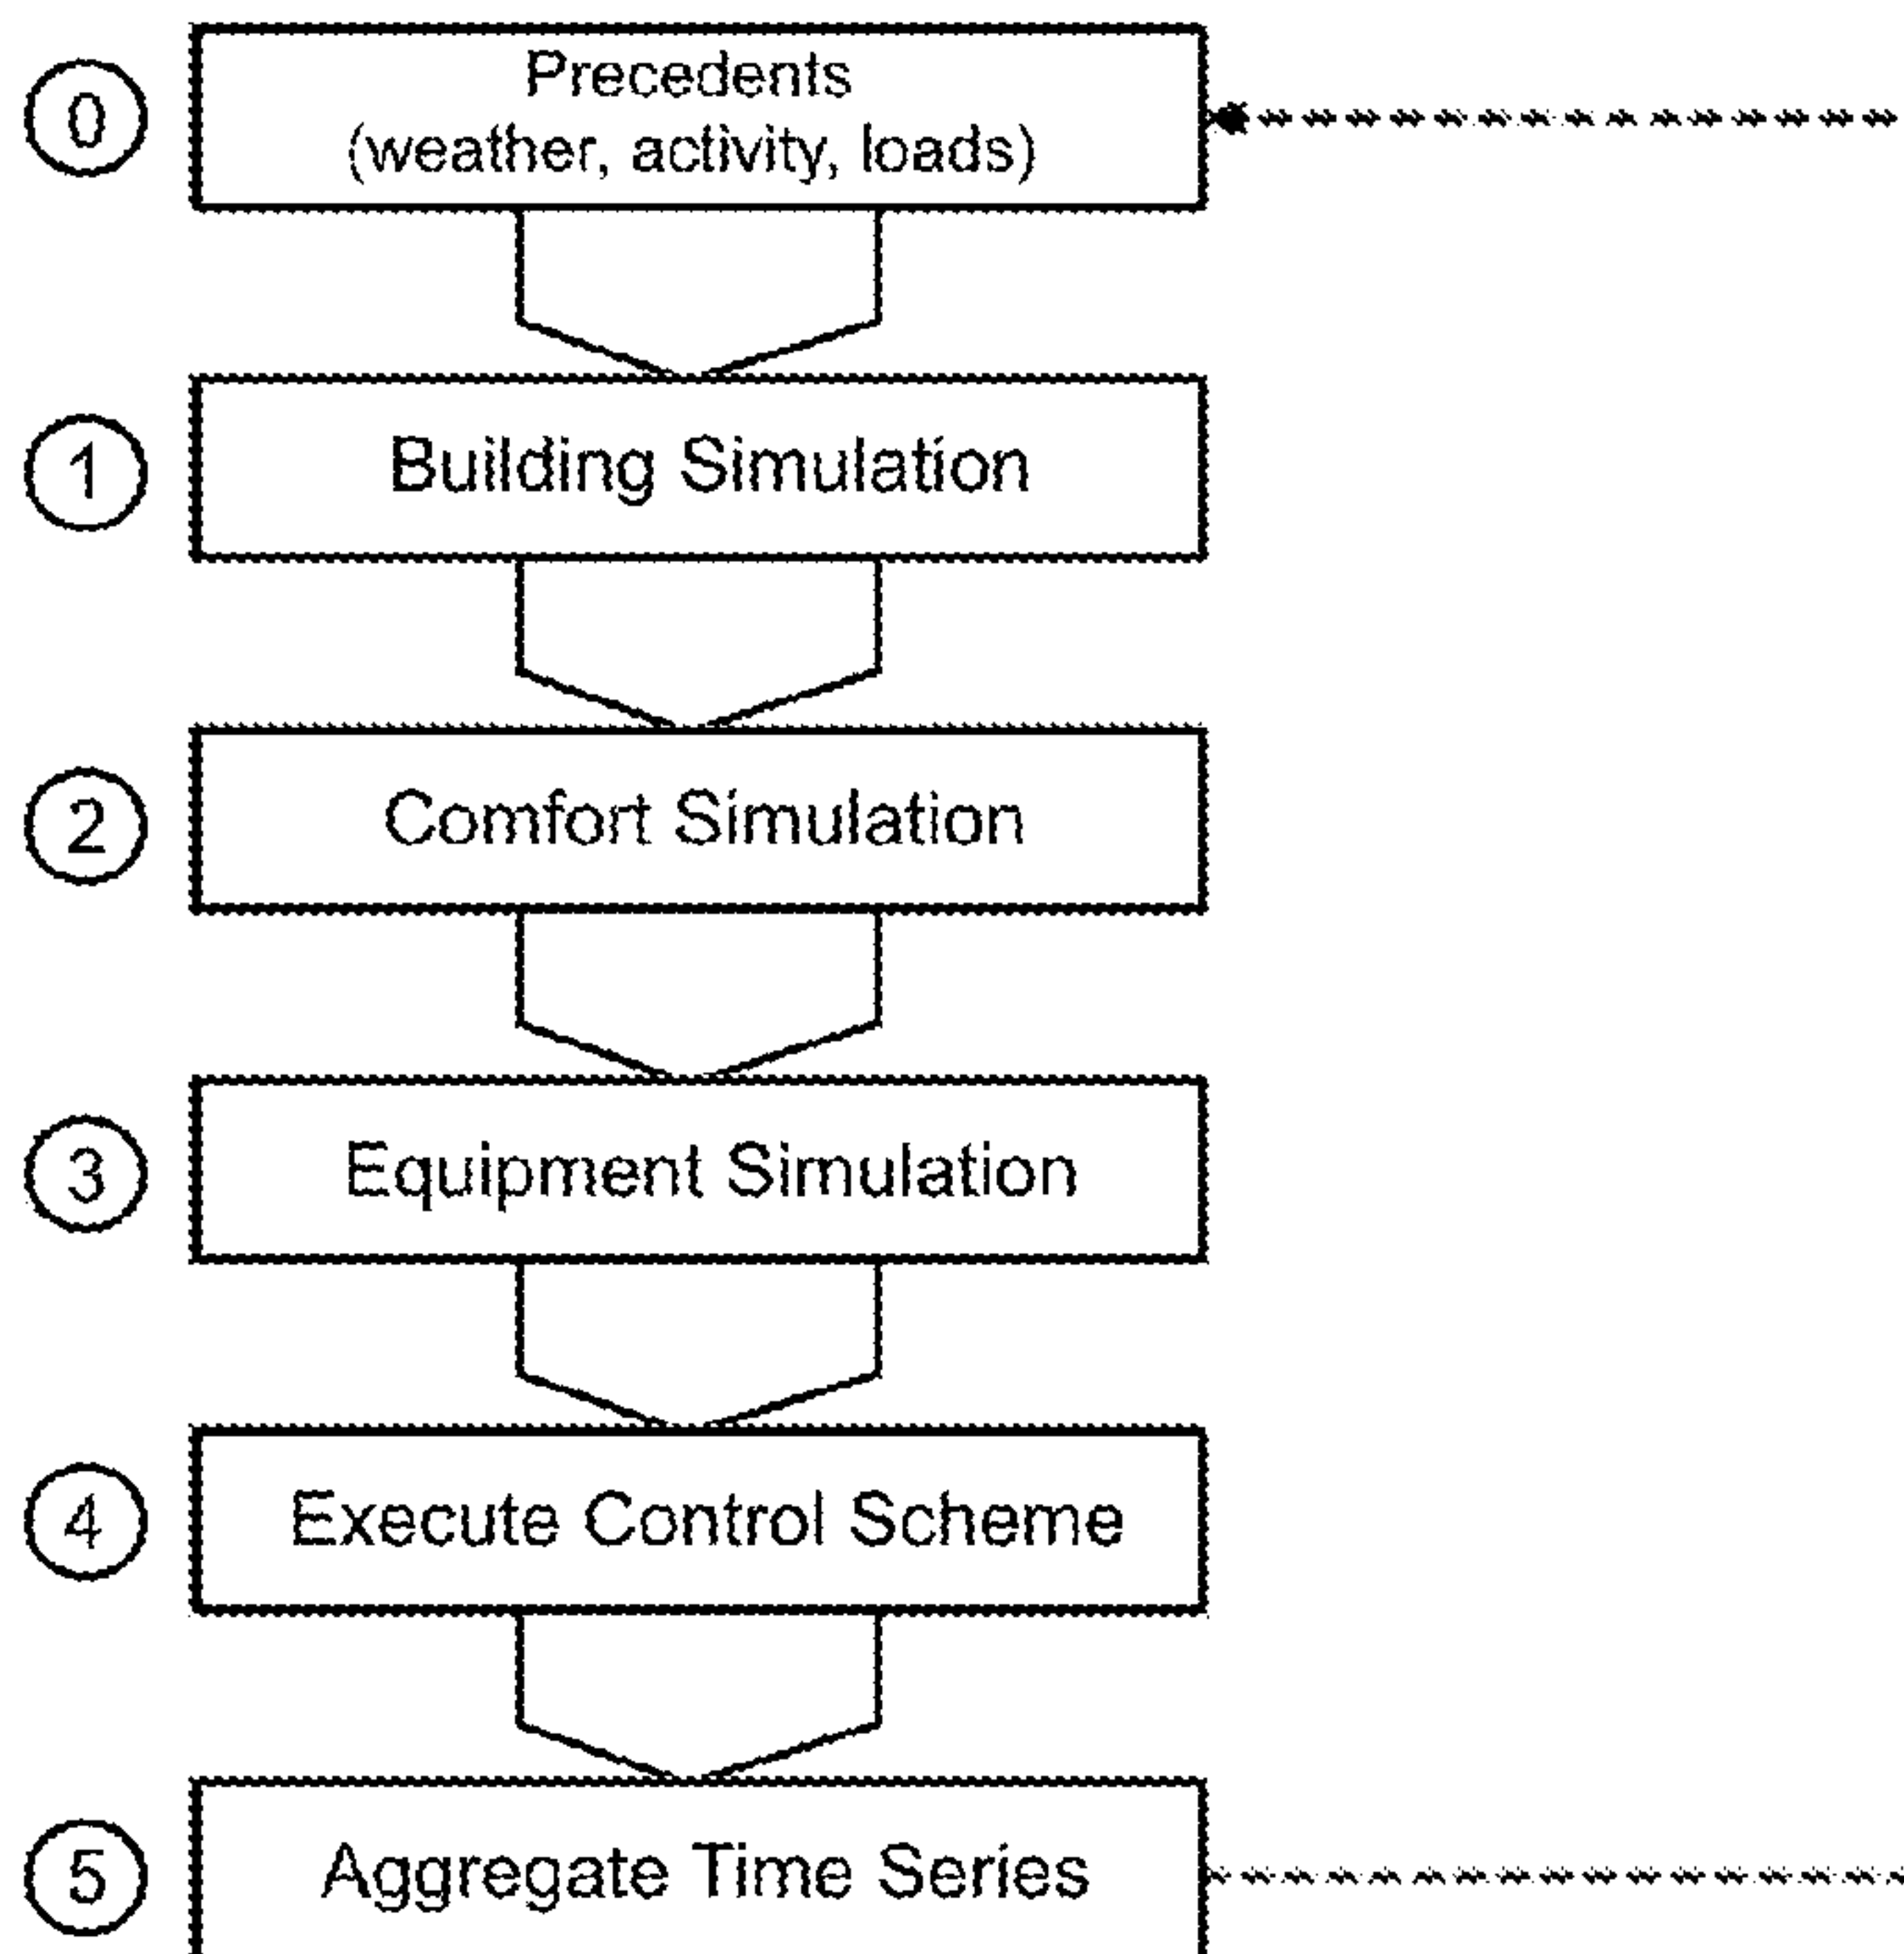 0
Precedents
(weather, activity, loads)
1
Building Simulation
2
Comfort Simulation
3
Equipment Simulation
4
Execute Control Scheme
5
Aggregate Time Series